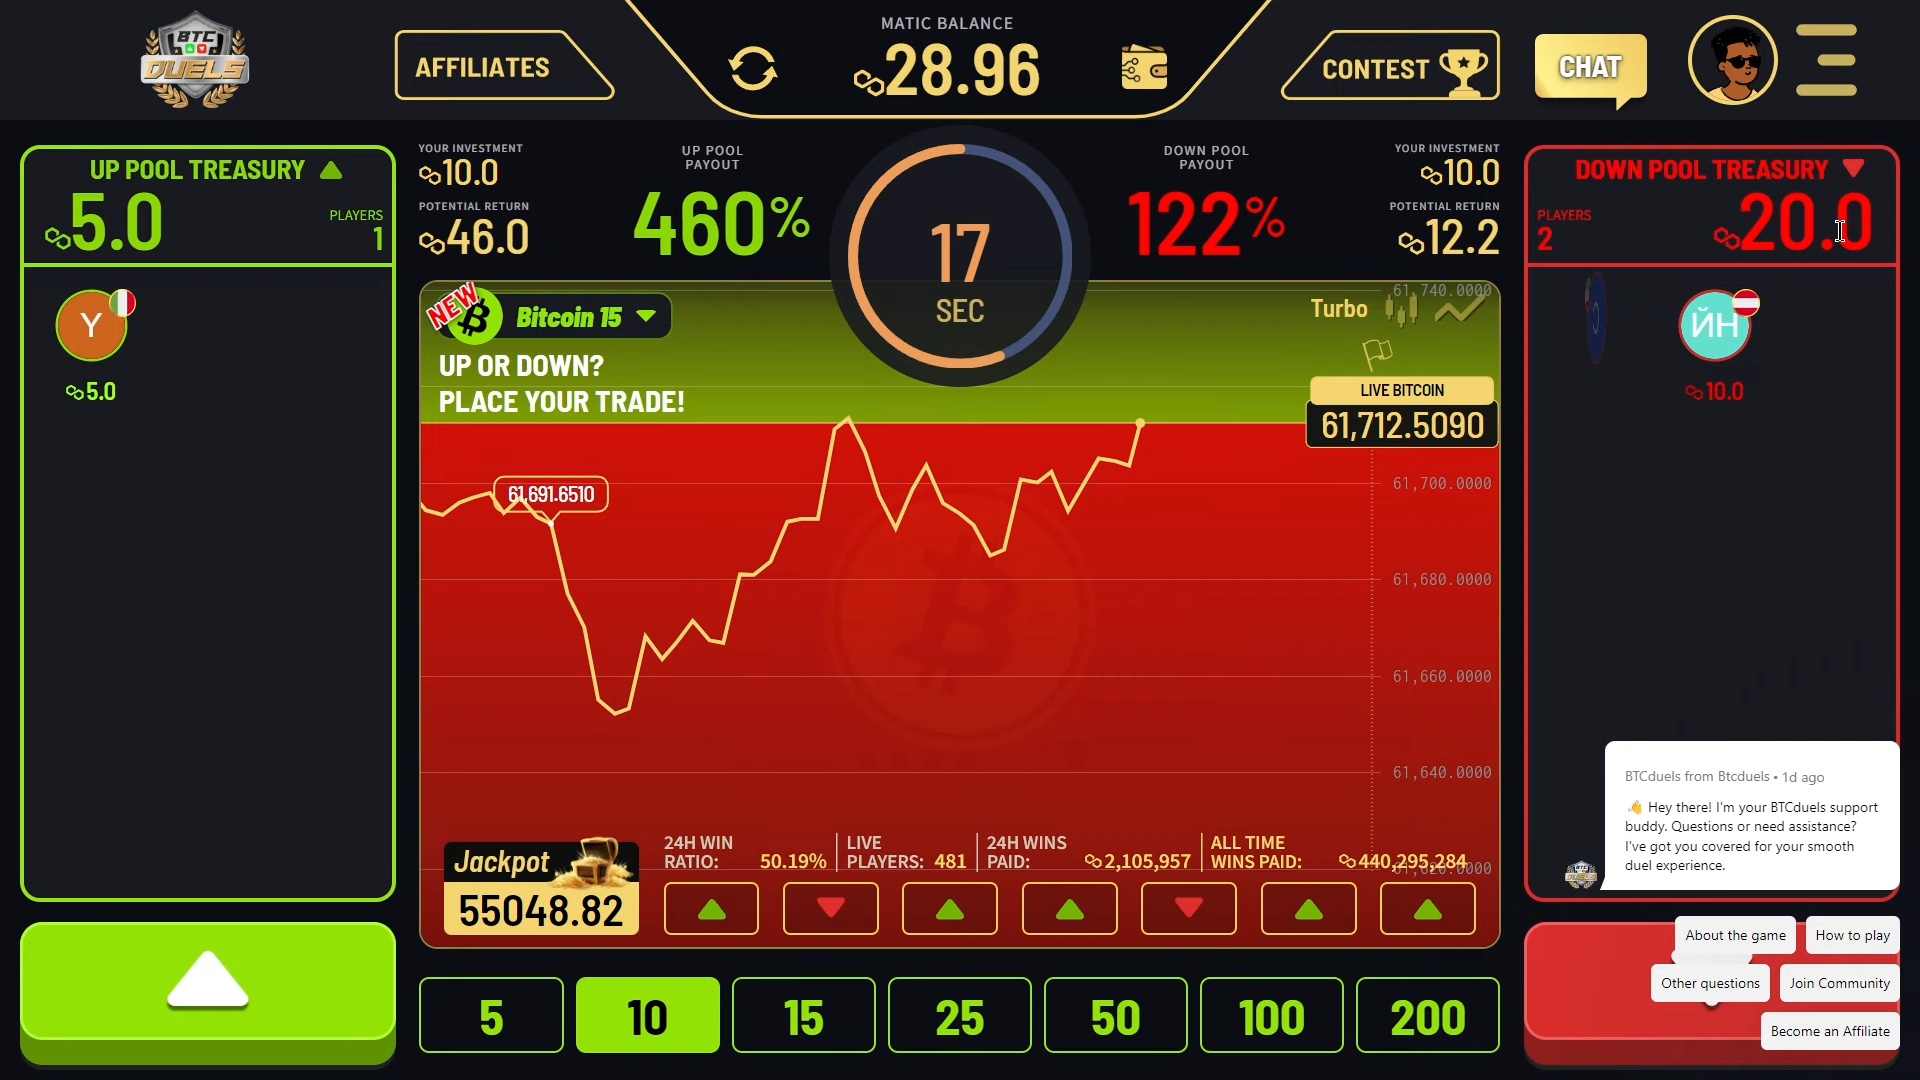 BTC
DUELS
AFFILIATES
MATIC BALANCE
28.96
CONTEST
CHAT
UP POOL TREASURY
5.0
PLAYERS
1
Y
5.0
YOUR INVESTMENT
10.0
POTENTIAL RETURN
46.0
UP POOL
PAYOUT
460%
17
SEC
DOWN POOL
PAYOUT
122%
YOUR INVESTMENT
10.0
POTENTIAL RETURN
12.2
DOWN POOL TREASURY
PLAYERS
2
20.0
ЙН
10.0
NEW
Bitcoin 15
Turbo
UP OR DOWN?
PLACE YOUR TRADE!
LIVE BITCOIN
61,712.5090
61,691.6510
61,740.0000
61,700.0000
61,680.0000
61,660.0000
61,640.0000
61,620.0000
Jackpot
55048.82
24H WIN
RATIO: 50.19%
LIVE
PLAYERS: 481
24H WINS
PAID: 2,105,957
ALL TIME
WINS PAID: 440,295,284
5
10
15
25
50
100
200
BTCduels from Btcduels • 1d ago
👋 Hey there! I'm your BTCduels support
buddy. Questions or need assistance?
I've got you covered for your smooth
duel experience.
About the game
How to play
Other questions
Join Community
Become an Affiliate